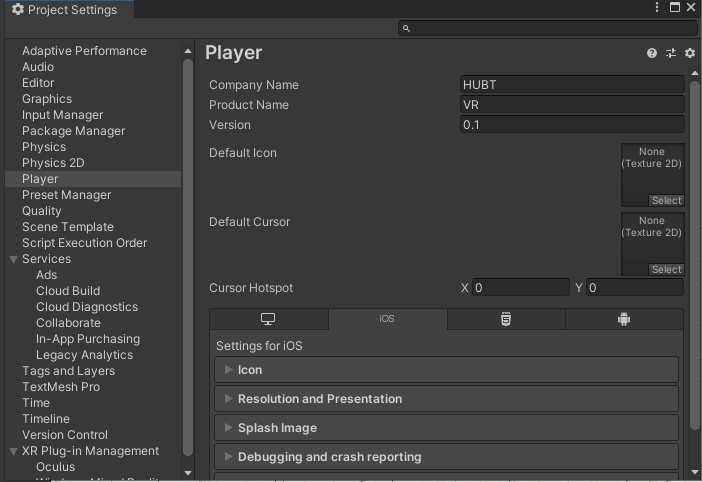 Project Settings
Adaptive Performance
Audio
Editor
Graphics
Input Manager
Package Manager
Physics
Physics 2D
Player
Preset Manager
Quality
Scene Template
Script Execution Order
Services
Ads
Cloud Build
Cloud Diagnostics
Collaborate
In-App Purchasing
Legacy Analytics
Tags and Layers
TextMesh Pro
Time
Timeline
Version Control
XR Plug-in Management
Oculus
Player
Company Name HUBT
Product Name VR
Version 0.1
Default Icon
None
(Texture 2D)
Select
Default Cursor
None
(Texture 2D)
Select
Cursor Hotspot X 0 Y 0
iOS
Settings for iOS
Icon
Resolution and Presentation
Splash Image
Debugging and crash reporting